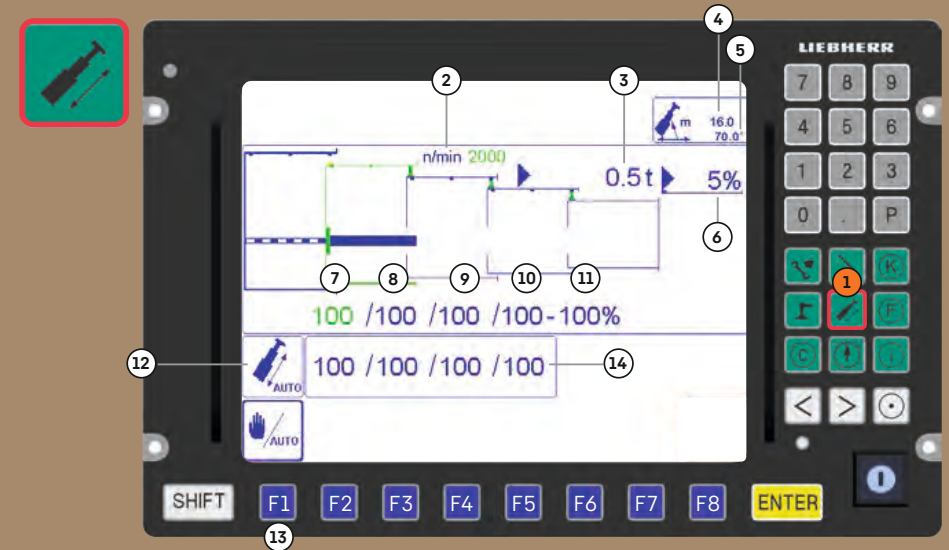 4
5
LIEBHERR
7 8 9
2
3
m 16.0
70.0°
4 5 6
n/min 2000
0.5t 5%
1 2 3
6
0 . P
7 8 9 10 11
1
K
F
100 /100 /100 /100-100%
12
AUTO
100 /100 /100 /100
14
C
i
< >
/AUTO
SHIFT F1 F2 F3 F4 F5 F6 F7 F8 ENTER
13